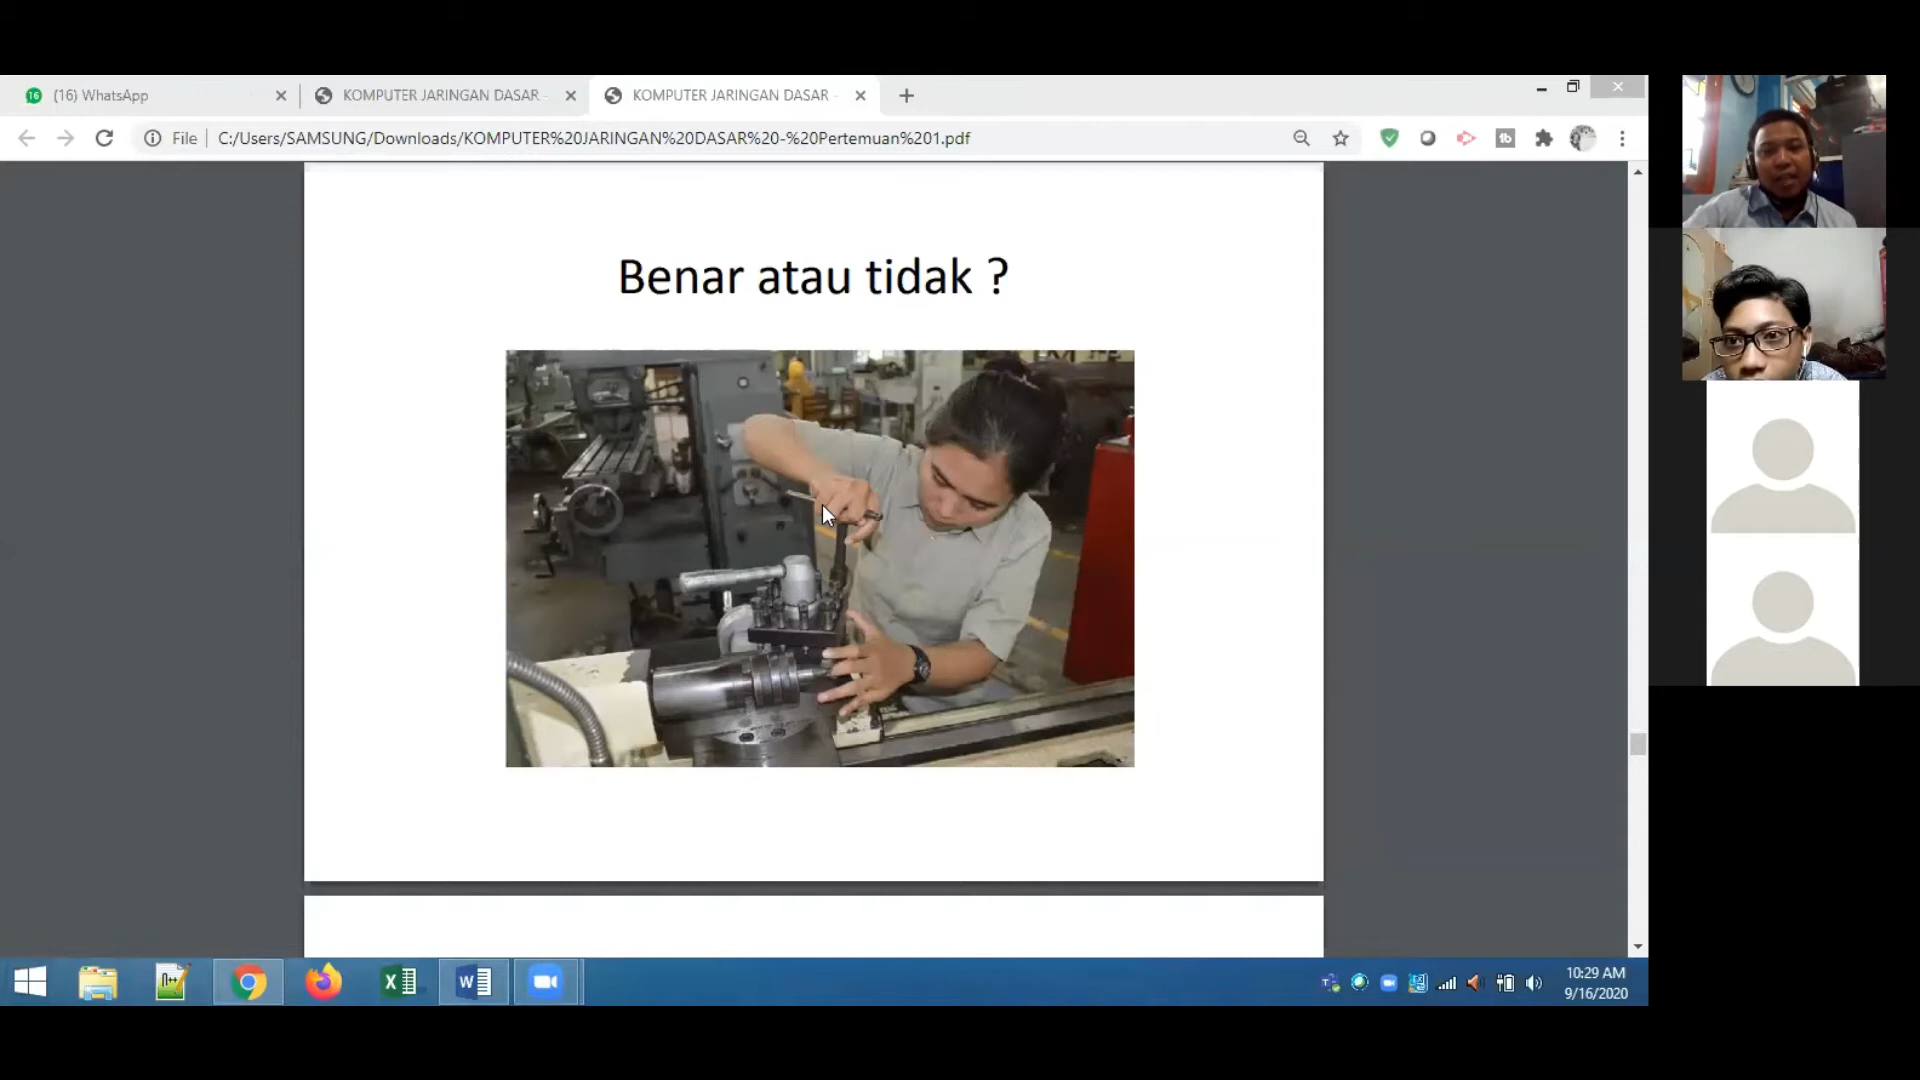 (16) WhatsApp
KOMPUTER JARINGAN DASAR -
KOMPUTER JARINGAN DASAR -
File
C:/Users/SAMSUNG/Downloads/KOMPUTER%20JARINGAN%20DASAR%20-%20Pertemuan%201.pdf
Benar atau tidak ?
10:29 AM
9/16/2020